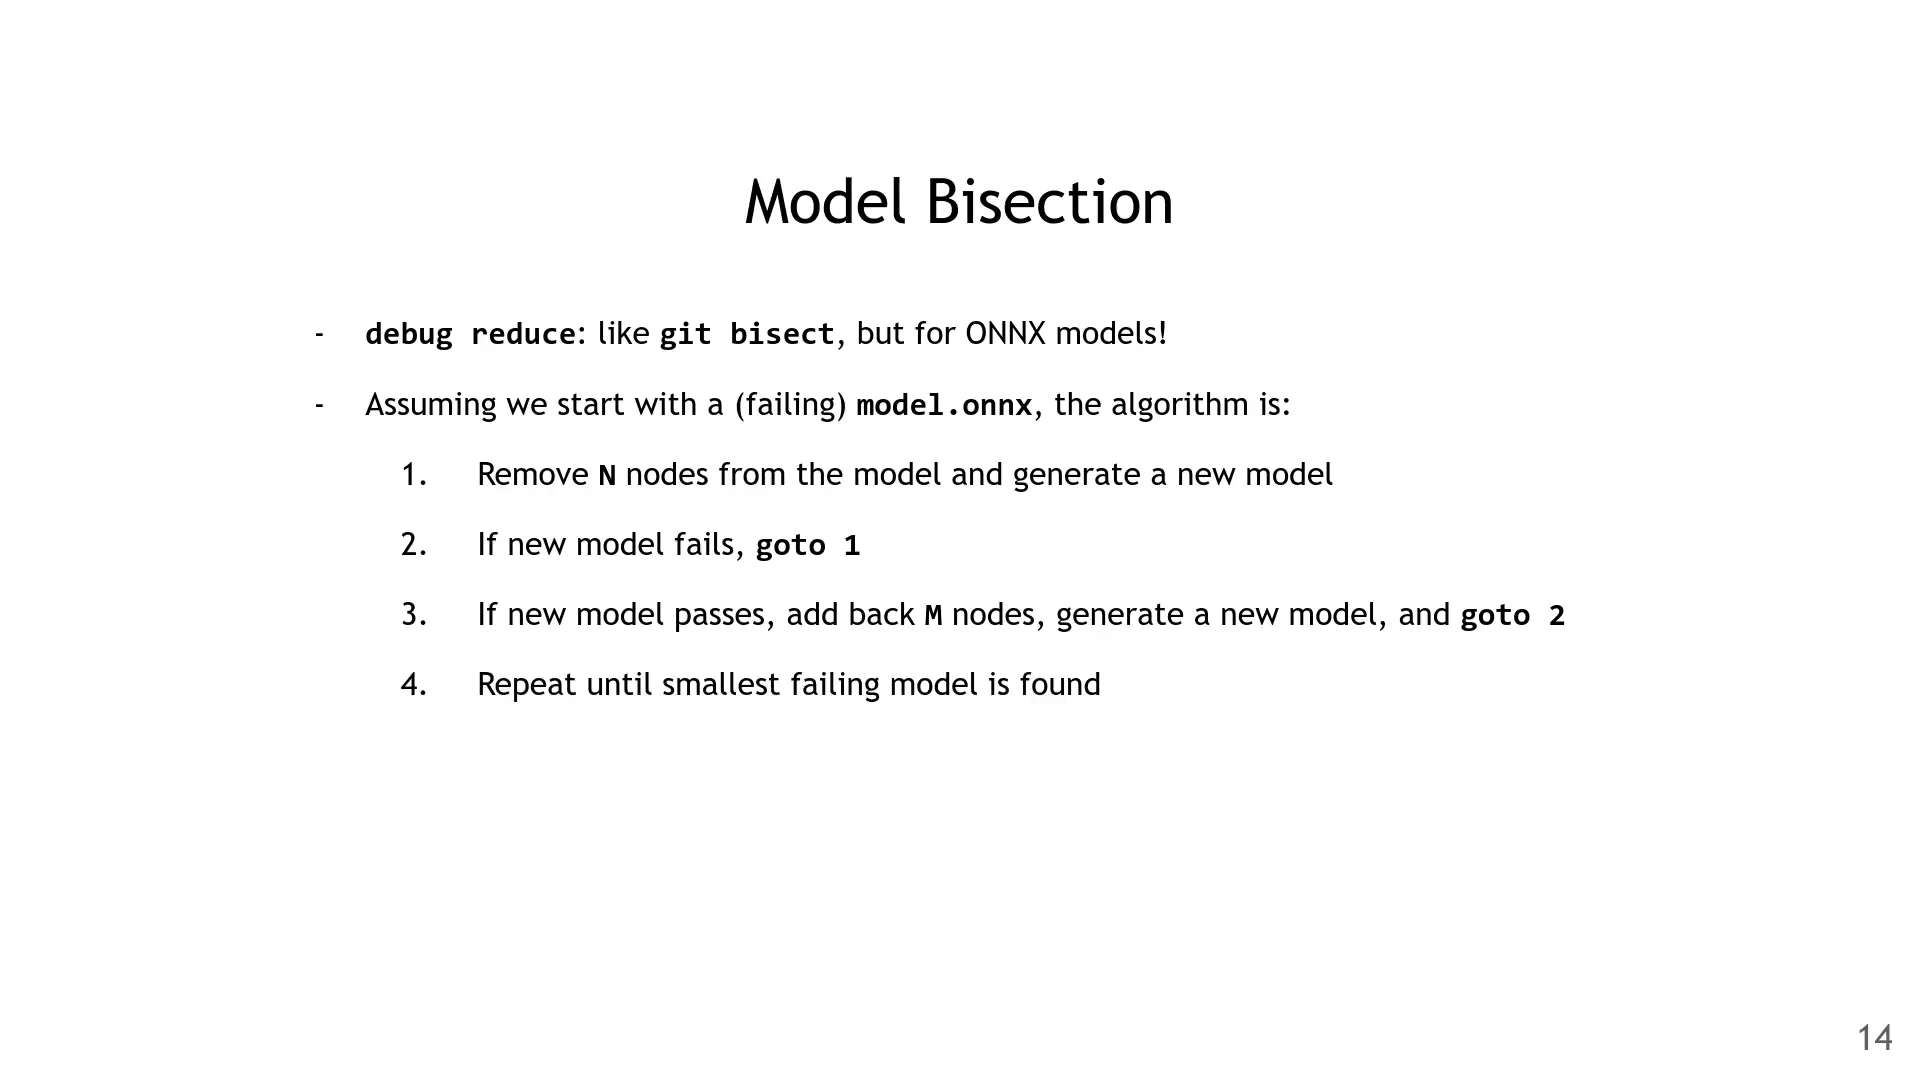 Model Bisection
- debug reduce: like git bisect, but for ONNX models!
- Assuming we start with a (failing) model.onnx, the algorithm is:
1. Remove N nodes from the model and generate a new model
2. If new model fails, goto 1
3. If new model passes, add back M nodes, generate a new model, and goto 2
4. Repeat until smallest failing model is found
14